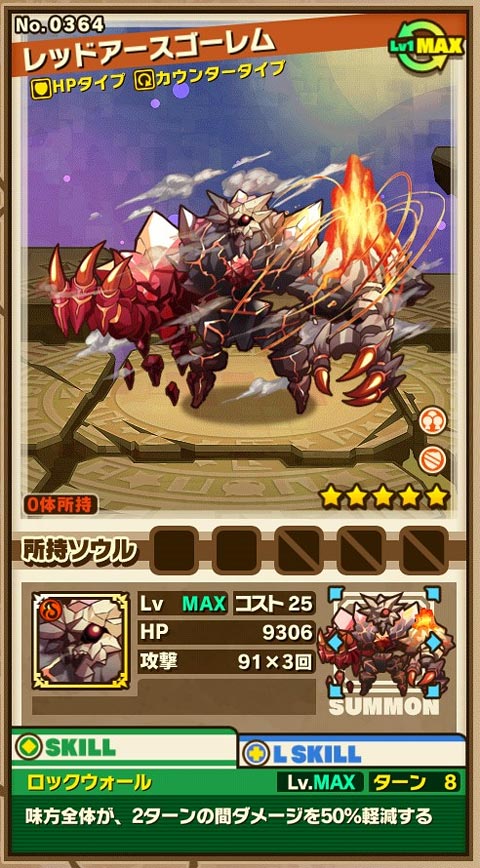 No.0364
レッドアースゴーレム
Lv1 MAX
HPタイプ カウンタータイプ
0体所持
所持ソウル
Lv MAX コスト 25
HP 9306
攻撃 91×3回
SUMMON
SKILL
L SKILL
ロックウォール Lv.MAX ターン 8
味方全体が、2ターンの間ダメージを50%軽減する